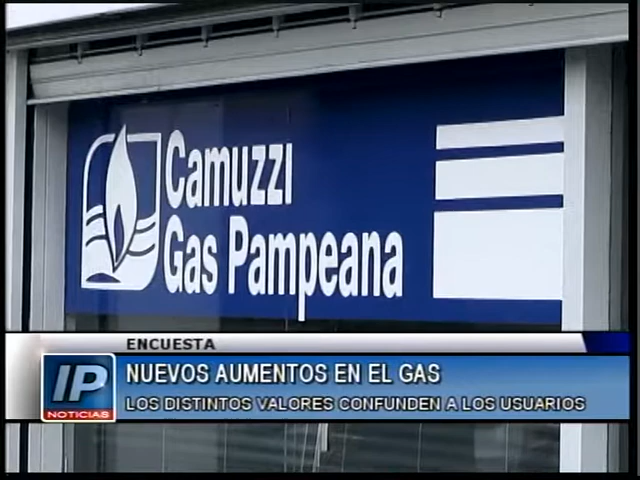 Camuzzi
Gas Pampeana
ENCUESTA
IP
NOTICIAS
NUEVOS AUMENTOS EN EL GAS
LOS DISTINTOS VALORES CONFUNDEN A LOS USUARIOS